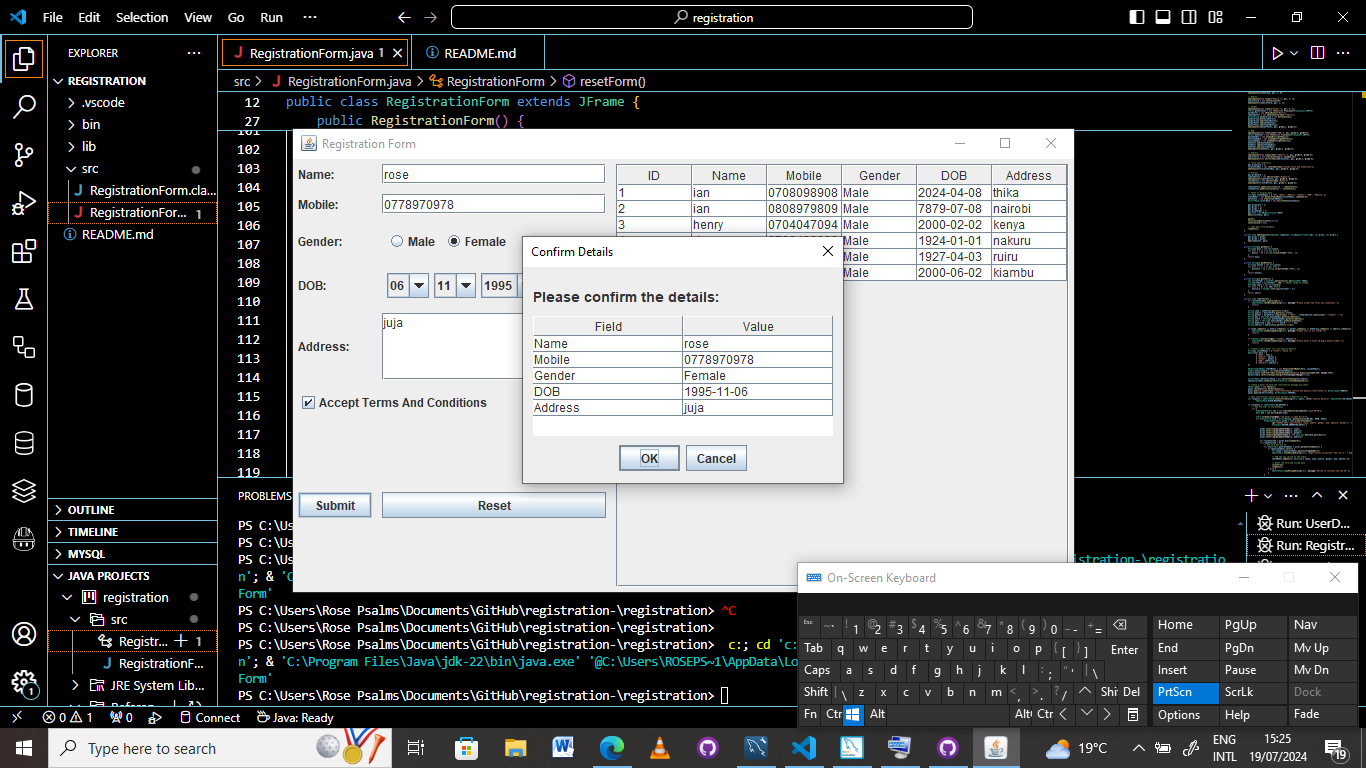 File Edit Selection View Go Run ··· registration
EXPLORER ···
REGISTRATION
.vscode
bin
lib
src
RegistrationForm.cla...
RegistrationFor... 1
README.md
OUTLINE
TIMELINE
MYSQL
JAVA PROJECTS
registration
src
Registr... 1
RegistrationF...
JRE System Lib...
RegistrationForm.java 1
README.md
src > RegistrationForm.java > RegistrationForm > resetForm()
12 public class RegistrationForm extends JFrame {
27 public RegistrationForm() {
102
103
104
105
106
107
108
109
110
111
112
113
114
115
116
117
118
119
Registration Form
Name: rose
Mobile: 0778970978
Gender: Male Female
DOB: 06 11 1995
Address: juja
Accept Terms And Conditions
Submit Reset
ID Name Mobile Gender DOB Address
1 ian 0708098908 Male 2024-04-08 thika
2 ian 0808979809 Male 7879-07-08 nairobi
3 henry 0704047094 Male 2000-02-02 kenya
Male 1924-01-01 nakuru
Male 1927-04-03 ruiru
Male 2000-06-02 kiambu
Confirm Details
Please confirm the details:
Field Value
Name rose
Mobile 0778970978
Gender Female
DOB 1995-11-06
Address juja
OK Cancel
PROBLEMS
PS C:\Us
PS C:\Us
PS C:\Us istration-\registratio
n'; & 'C
Form'
PS C:\Users\Rose Psalms\Documents\GitHub\registration-\registration> ^C
PS C:\Users\Rose Psalms\Documents\GitHub\registration-\registration>
PS C:\Users\Rose Psalms\Documents\GitHub\registration-\registration> c:; cd 'c:
n'; & 'C:\Program Files\Java\jdk-22\bin\java.exe' '@C:\Users\ROSEPS~1\AppData\Lo
Form'
PS C:\Users\Rose Psalms\Documents\GitHub\registration-\registration>
Run: UserD...
Run: Registr...
On-Screen Keyboard
Esc ~ ` ! 1 @ 2 # 3 $ 4 % 5 ^ 6 & 7 * 8 ( 9 ) 0 _ - + = Home PgUp Nav
Tab q w e r t y u i o p { [ } ] Enter End PgDn Mv Up
Caps a s d f g h j k l : ; " ' | \ Insert Pause Mv Dn
Shift | \ z x c v b n m < , > . ? / Shi Del PrtScn ScrLk Dock
Fn Ctr Alt Alt Ctr Options Help Fade
0 1 0 Connect Java: Ready
1
Type here to search
19°C
ENG
INTL
15:25
19/07/2024
19